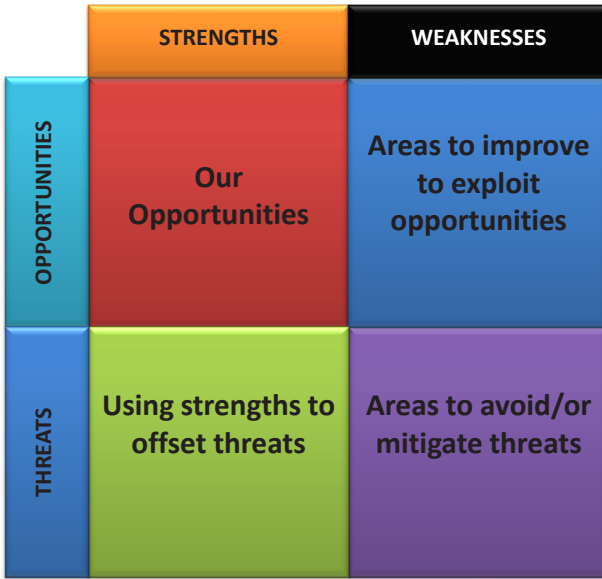 STRENGTHS
WEAKNESSES
OPPORTUNITIES
Our
Opportunities
Areas to improve
to exploit
opportunities
THREATS
Using strengths to
offset threats
Areas to avoid/or
mitigate threats